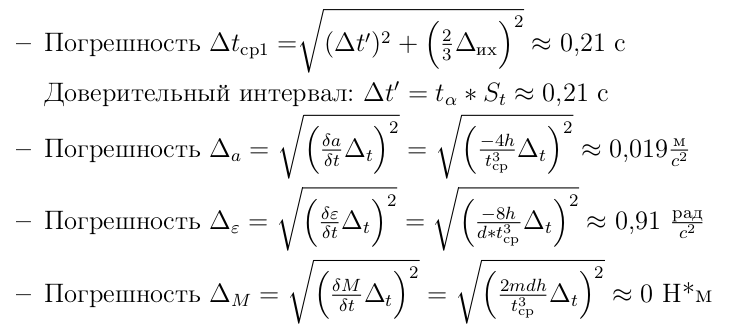 – Погрешность $\Delta t_{\text{ср1}} = \sqrt{(\Delta t')^2 + \left(\frac{2}{3}\Delta_{\text{их}}\right)^2} \approx 0{,}21$ с
Доверительный интервал: $\Delta t' = t_\alpha * S_t \approx 0{,}21$ с
– Погрешность $\Delta_a = \sqrt{\left(\frac{\delta a}{\delta t}\Delta_t\right)^2} = \sqrt{\left(\frac{-4h}{t_{\text{ср}}^3}\Delta_t\right)^2} \approx 0{,}019 \frac{\text{м}}{c^2}$
– Погрешность $\Delta_\varepsilon = \sqrt{\left(\frac{\delta \varepsilon}{\delta t}\Delta_t\right)^2} = \sqrt{\left(\frac{-8h}{d*t_{\text{ср}}^3}\Delta_t\right)^2} \approx 0{,}91 \frac{\text{рад}}{c^2}$
– Погрешность $\Delta_M = \sqrt{\left(\frac{\delta M}{\delta t}\Delta_t\right)^2} = \sqrt{\left(\frac{2mdh}{t_{\text{ср}}^3}\Delta_t\right)^2} \approx 0$ Н*м